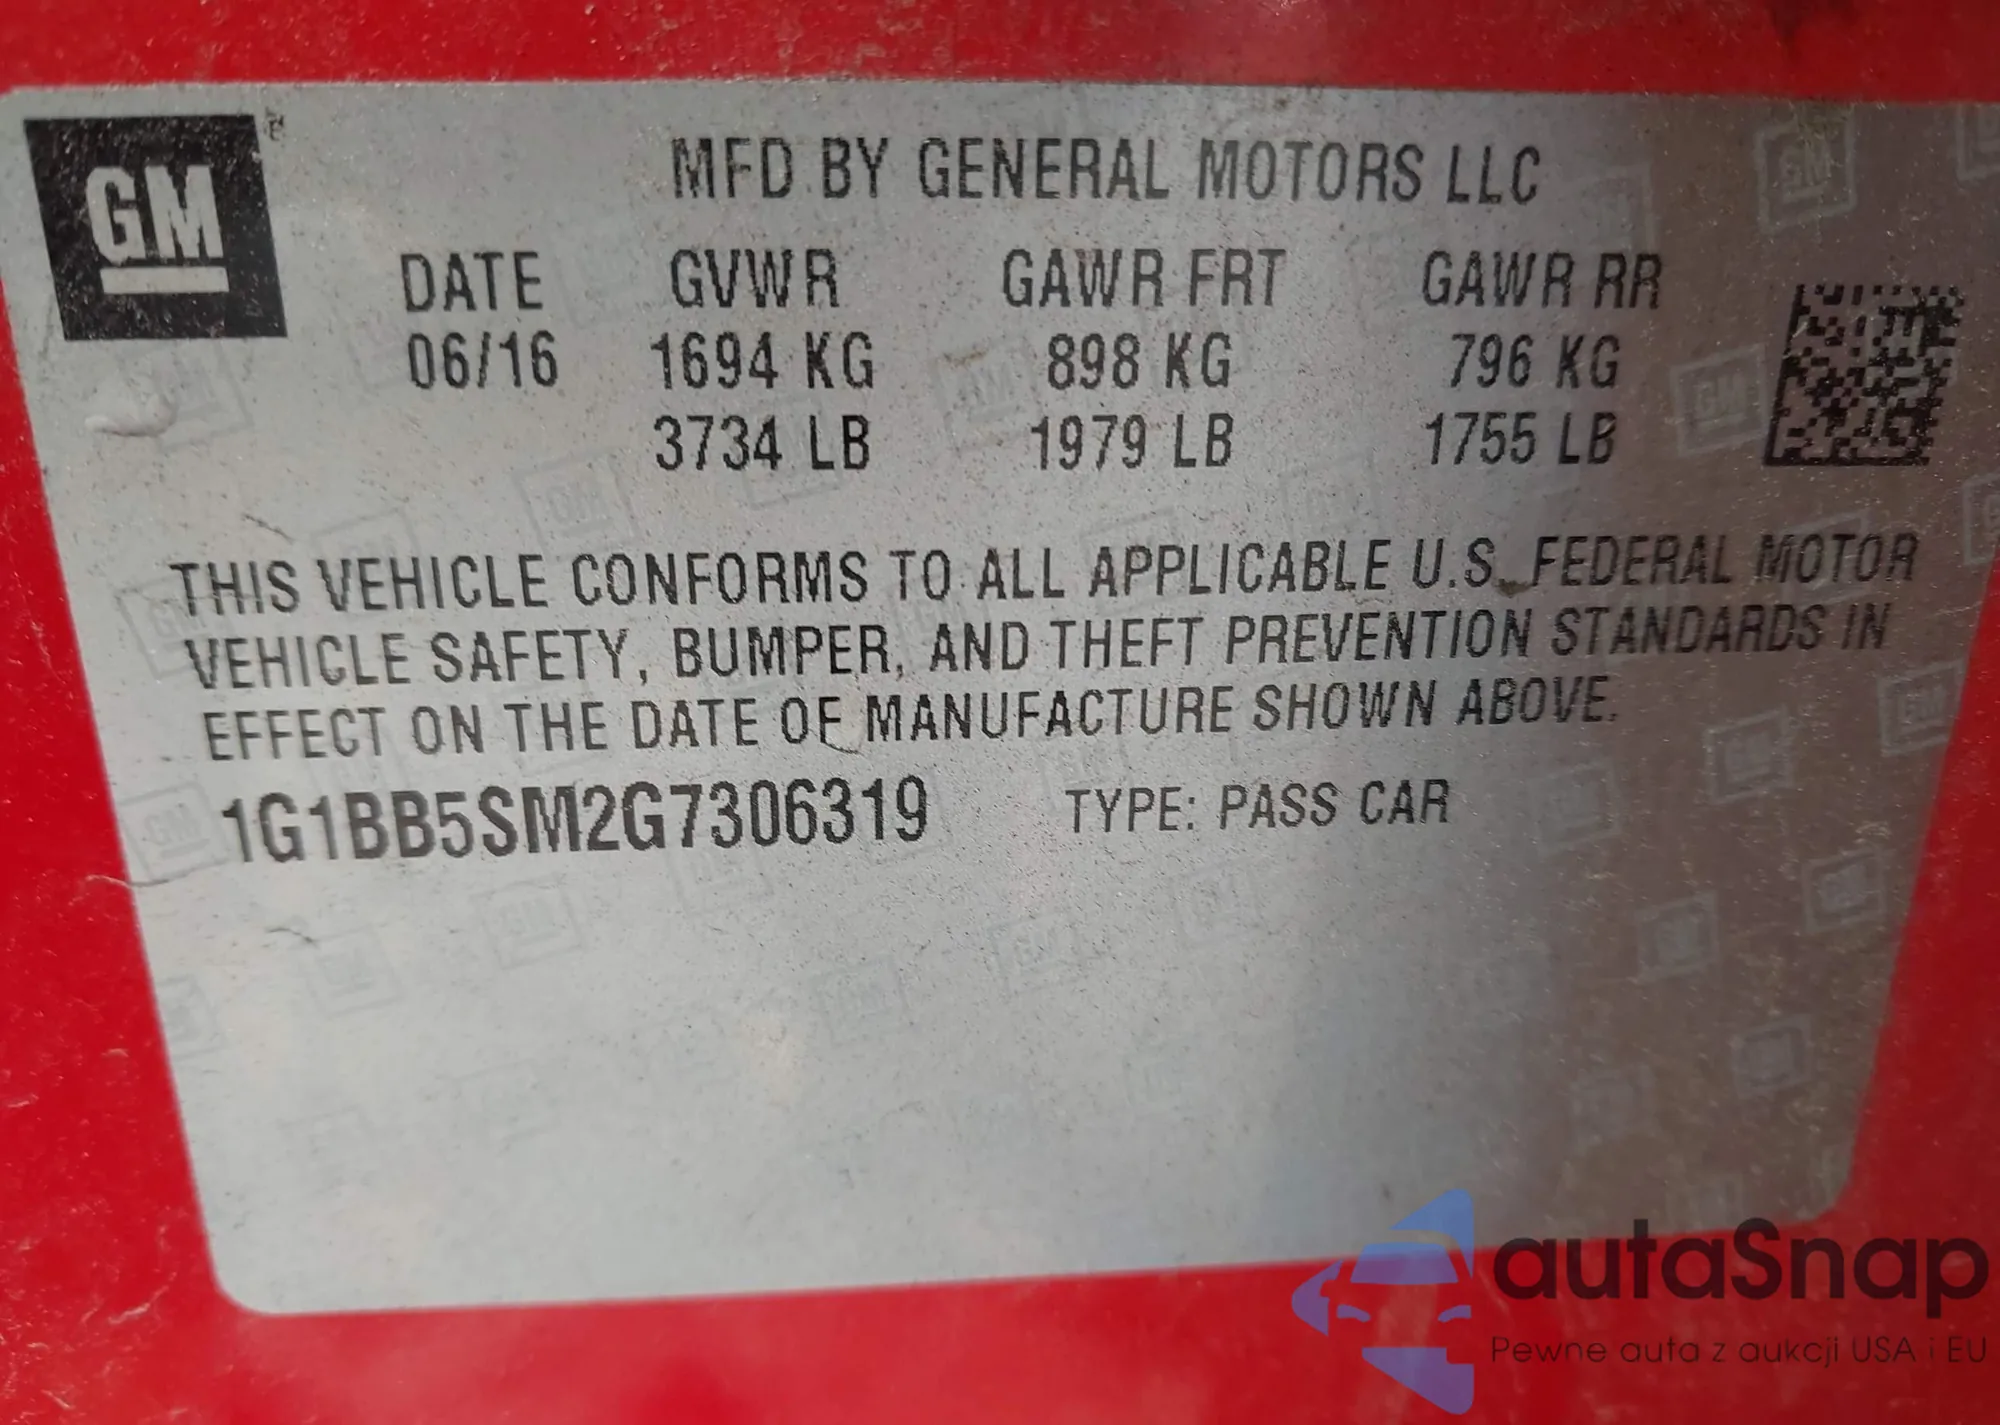 GM
MFD BY GENERAL MOTORS LLC
DATE GVWR GAWR FRT GAWR RR
06/16 1694 KG 898 KG 796 KG
3734 LB 1979 LB 1755 LB
THIS VEHICLE CONFORMS TO ALL APPLICABLE U.S. FEDERAL MOTOR
VEHICLE SAFETY, BUMPER, AND THEFT PREVENTION STANDARDS IN
EFFECT ON THE DATE OF MANUFACTURE SHOWN ABOVE.
1G1BB5SM2G7306319 TYPE: PASS CAR
autaSnap
Pewne auta z aukcji USA i EU